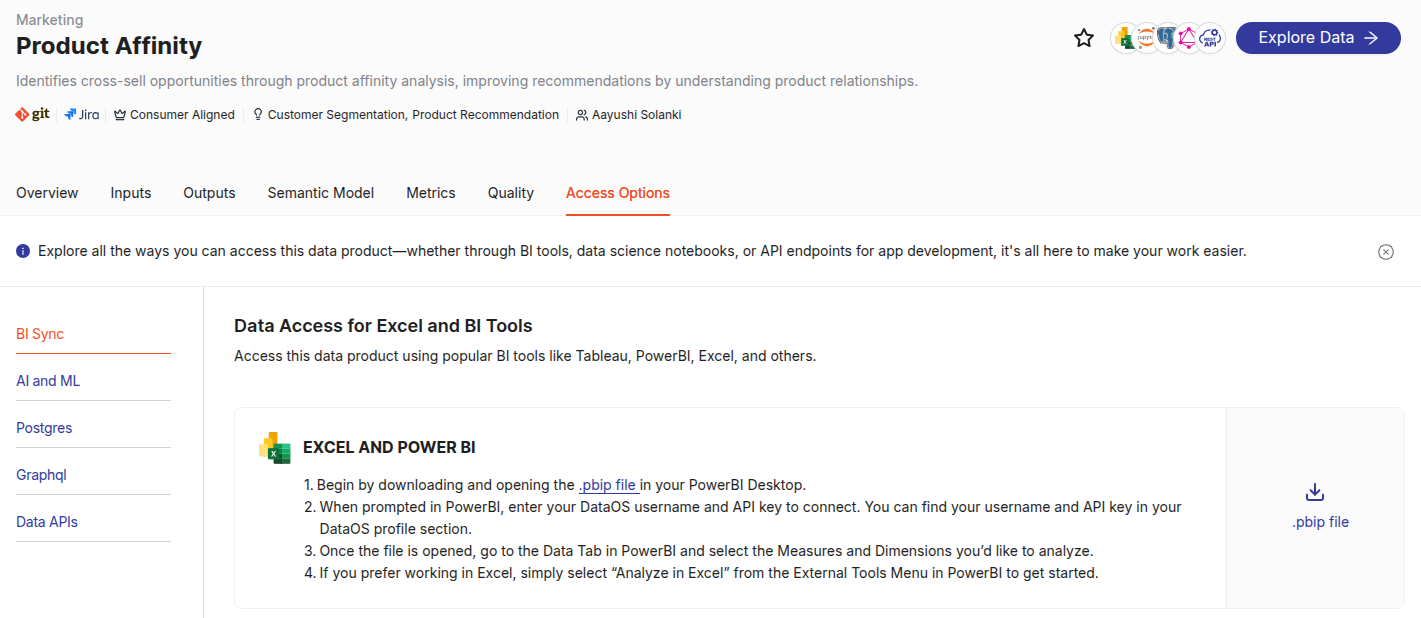 Marketing
Product Affinity
Explore Data
Identifies cross-sell opportunities through product affinity analysis, improving recommendations by understanding product relationships.
git Jira Consumer Aligned Customer Segmentation, Product Recommendation Aayushi Solanki
Overview Inputs Outputs Semantic Model Metrics Quality Access Options
Explore all the ways you can access this data product—whether through BI tools, data science notebooks, or API endpoints for app development, it's all here to make your work easier.
BI Sync
AI and ML
Postgres
Graphql
Data APIs
Data Access for Excel and BI Tools
Access this data product using popular BI tools like Tableau, PowerBI, Excel, and others.
EXCEL AND POWER BI
1. Begin by downloading and opening the .pbip file in your PowerBI Desktop.
2. When prompted in PowerBI, enter your DataOS username and API key to connect. You can find your username and API key in your
DataOS profile section.
3. Once the file is opened, go to the Data Tab in PowerBI and select the Measures and Dimensions you’d like to analyze.
4. If you prefer working in Excel, simply select “Analyze in Excel” from the External Tools Menu in PowerBI to get started.
.pbip file